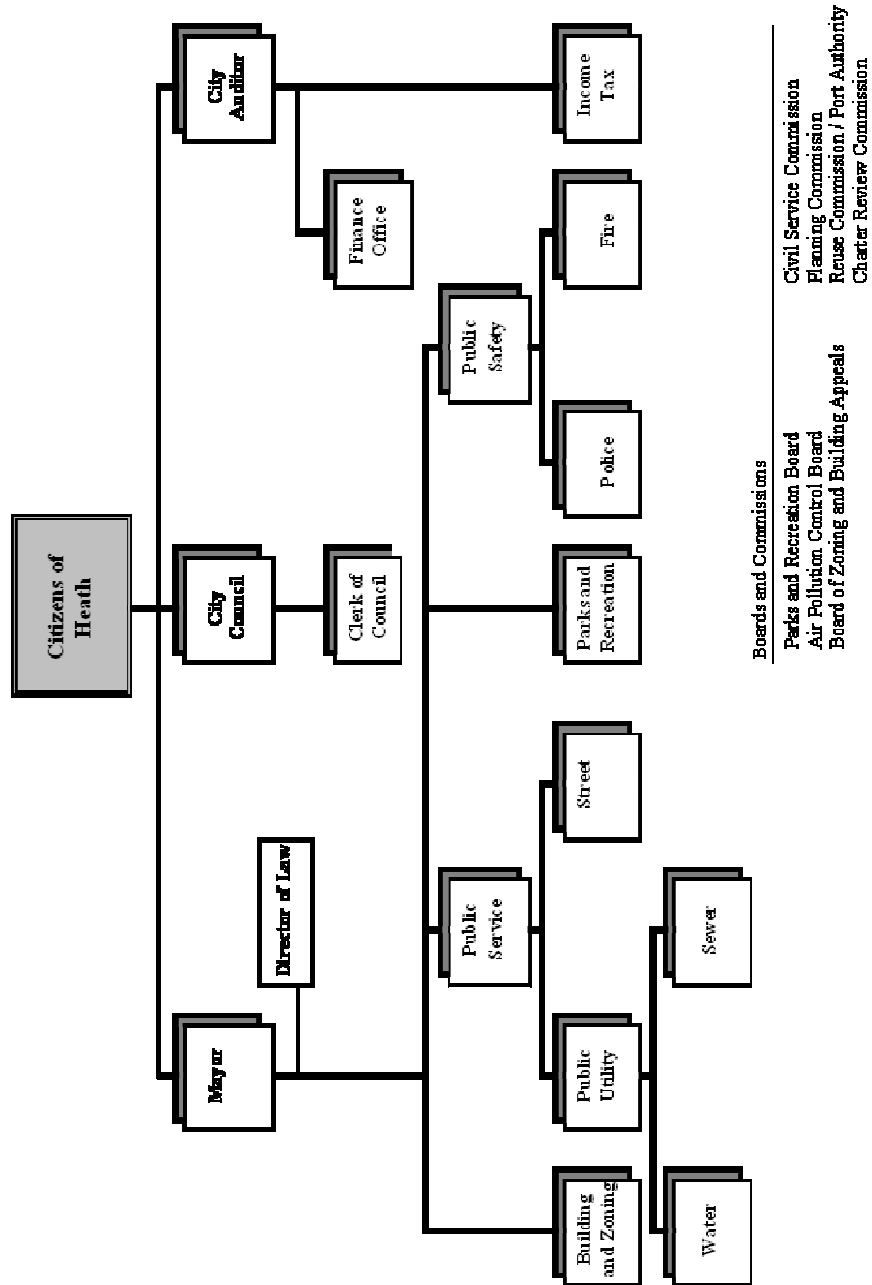 Citizens of
Heath
Mayor
City
Council
City
Auditor
Director of Law
Clerk of
Council
Finance
Office
Public
Service
Public
Safety
Building
and Zoning
Public
Utility
Street
Parks and
Recreation
Police
Fire
Income
Tax
Water
Sewer
Boards and Commissions
Parks and Recreation Board
Air Pollution Control Board
Board of Zoning and Building Appeals
Civil Service Commission
Planning Commission
Reuse Commission / Port Authority
Charter Review Commission